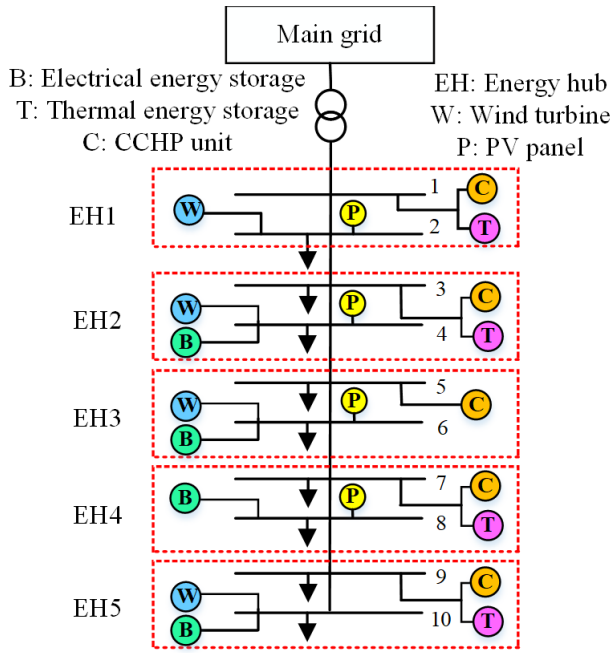 Main grid
B: Electrical energy storage
T: Thermal energy storage
C: CCHP unit
EH: Energy hub
W: Wind turbine
P: PV panel
EH1
W
P
1
2
C
T
EH2
W
B
P
3
4
C
T
EH3
W
B
P
5
6
C
EH4
B
P
7
8
C
T
EH5
W
B
9
10
C
T